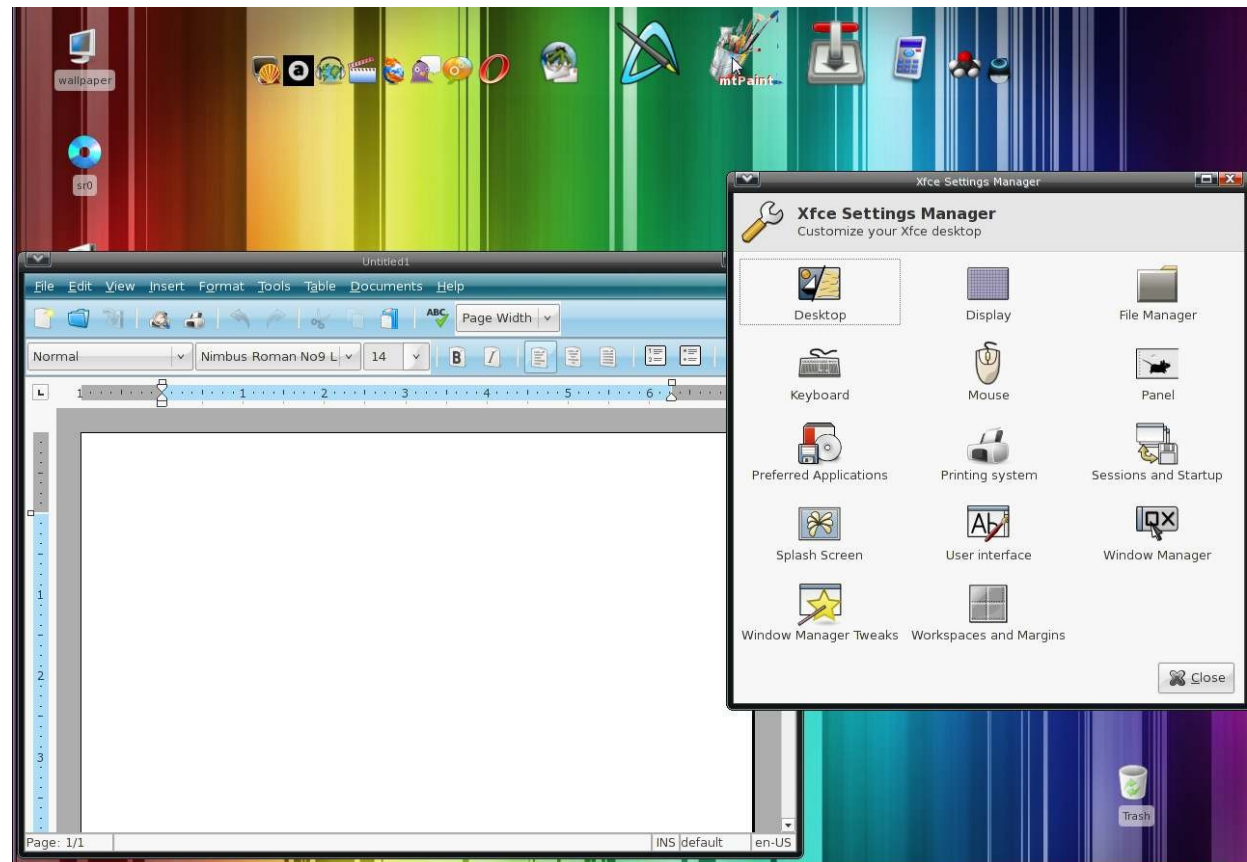 wallpaper
mtPaint
sr0
Xfce Settings Manager
Xfce Settings Manager
Customize your Xfce desktop
Desktop
Display
File Manager
Keyboard
Mouse
Panel
Preferred Applications
Printing system
Sessions and Startup
Splash Screen
User interface
Window Manager
Window Manager Tweaks
Workspaces and Margins
Close
Untitled1
File Edit View Insert Format Tools Table Documents Help
ABC Page Width
Normal Nimbus Roman No9 L 14 B I
1 1 2 3 4 5 6
1
2
3
Page: 1/1 INS default en-US
Trash